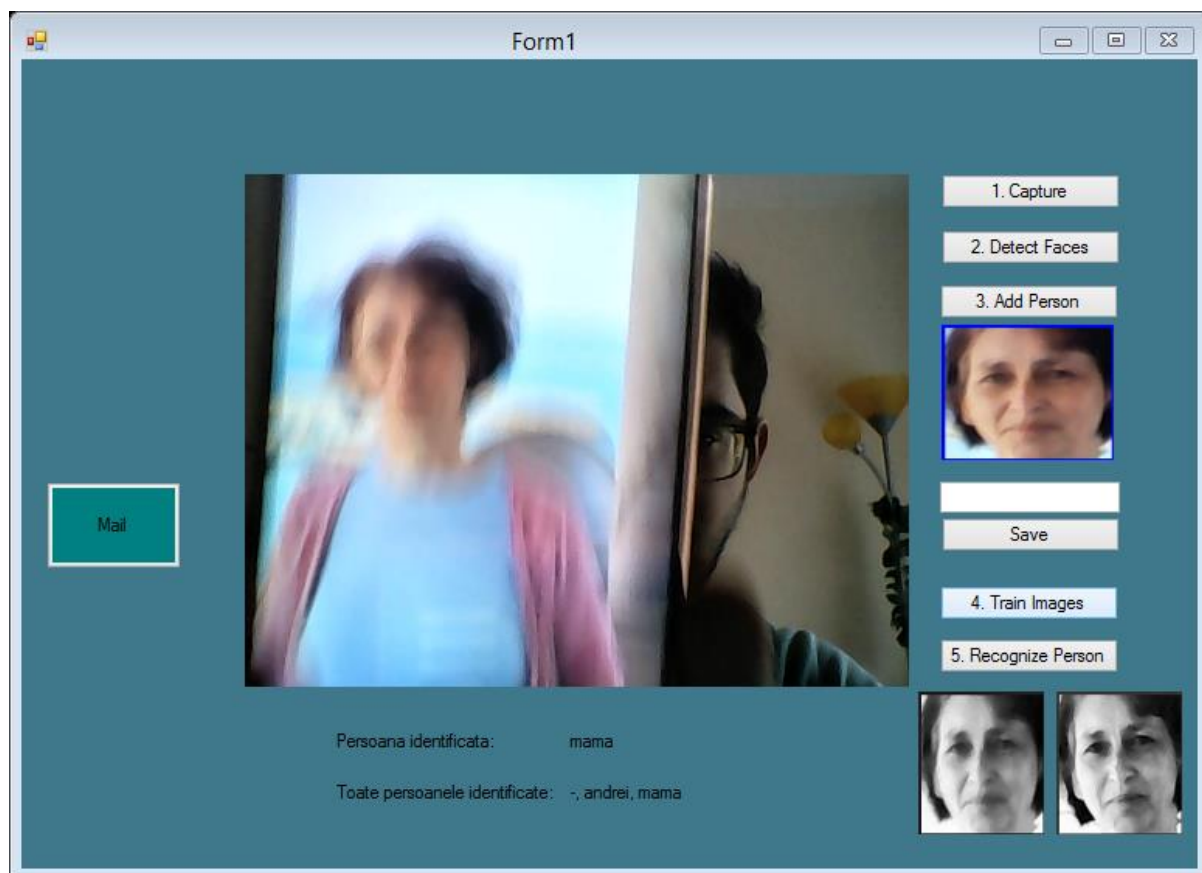 Form1
1. Capture
2. Detect Faces
3. Add Person
Mail
Save
4. Train Images
5. Recognize Person
Persoana identificata: mama
Toate persoanele identificate: -, andrei, mama